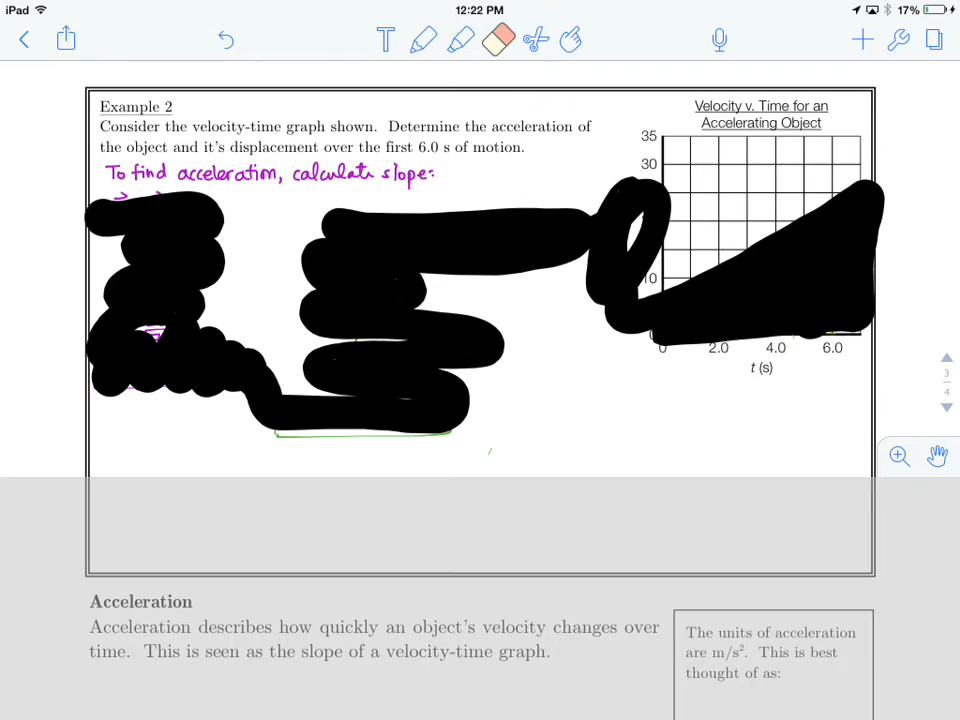 iPad 12:22 PM 17%
T
Example 2
Consider the velocity-time graph shown. Determine the acceleration of
the object and it's displacement over the first 6.0 s of motion.
To find acceleration, calculate slope:
Velocity v. Time for an
Accelerating Object
35
30
10
0 2.0 4.0 6.0
t (s)
3
4
Acceleration
Acceleration describes how quickly an object's velocity changes over
time. This is seen as the slope of a velocity-time graph.
The units of acceleration
are m/s². This is best
thought of as: